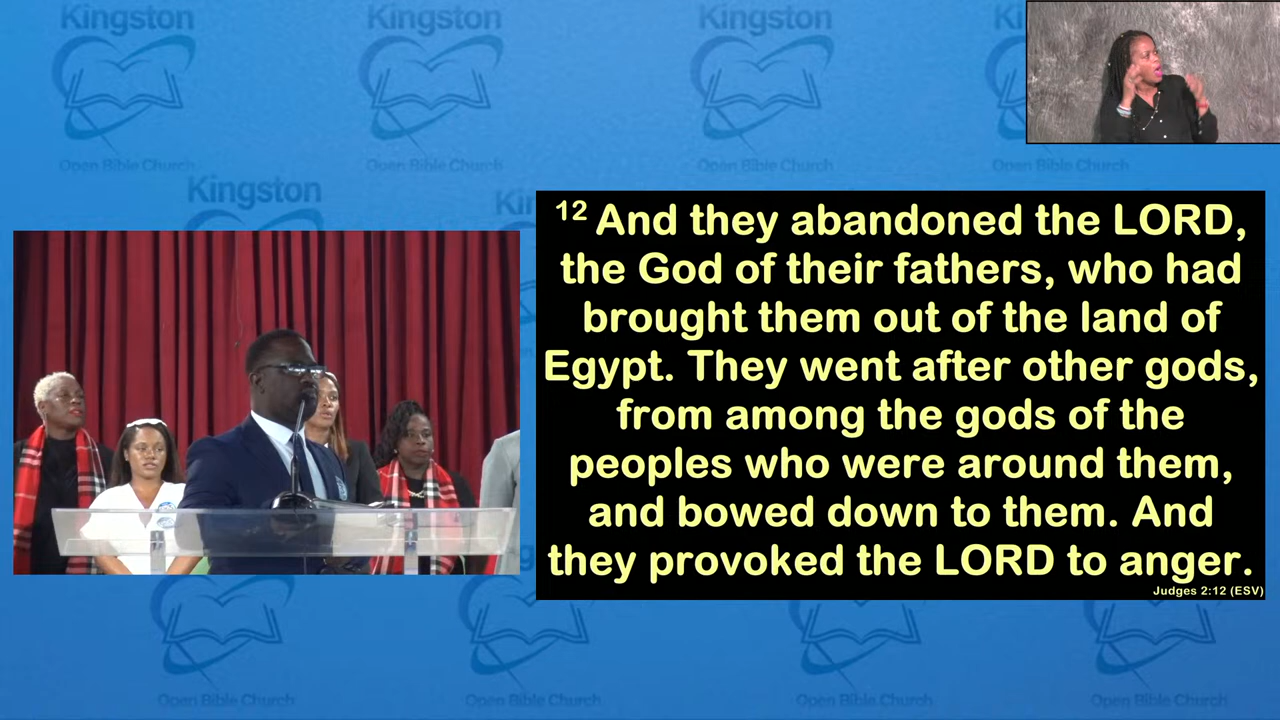 Kingston
Kingston
Kingston
Ki
Open Bible Church
Open Bible Church
Open Bible Church
Open Bible Church
Kingston
Kin
12 And they abandoned the LORD,
the God of their fathers, who had
brought them out of the land of
Egypt. They went after other gods,
from among the gods of the
peoples who were around them,
and bowed down to them. And
they provoked the LORD to anger.
Judges 2:12 (ESV)
Open Bible Church
Open Bible Church
Open Bible Church
Open Bible Church